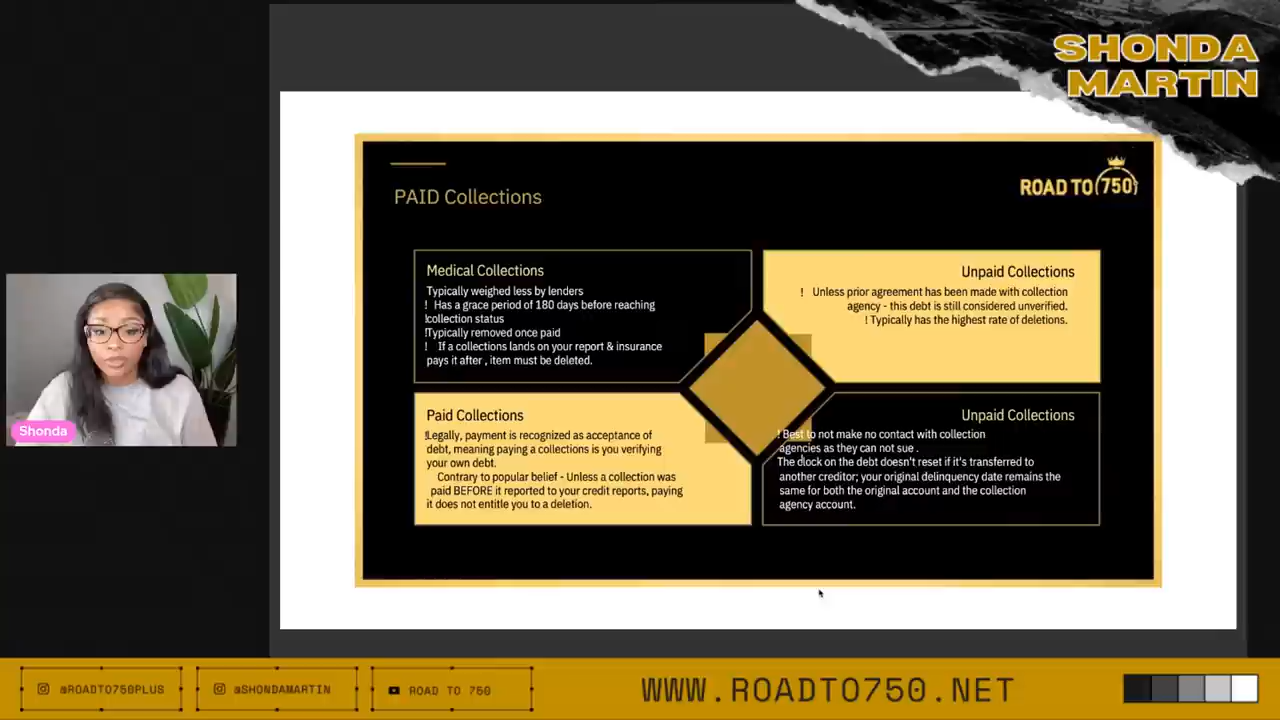 SHONDA
MARTIN
PAID Collections
ROAD TO 750
Medical Collections
Typically weighed less by lenders
! Has a grace period of 180 days before reaching
!collection status
!Typically removed once paid
! If a collections lands on your report & insurance
pays it after , item must be deleted.
Unpaid Collections
! Unless prior agreement has been made with collection
agency - this debt is still considered unverified.
! Typically has the highest rate of deletions.
Paid Collections
!Legally, payment is recognized as acceptance of
debt, meaning paying a collections is you verifying
your own debt.
Contrary to popular belief - Unless a collection was
paid BEFORE it reported to your credit reports, paying
it does not entitle you to a deletion.
Unpaid Collections
! Best to not make no contact with collection
agencies as they can not sue .
The clock on the debt doesn't reset if it's transferred to
another creditor; your original delinquency date remains the
same for both the original account and the collection
agency account.
Shonda
@ROADTO750PLUS
@SHONDAMARTIN
ROAD TO 750
WWW.ROADTO750.NET